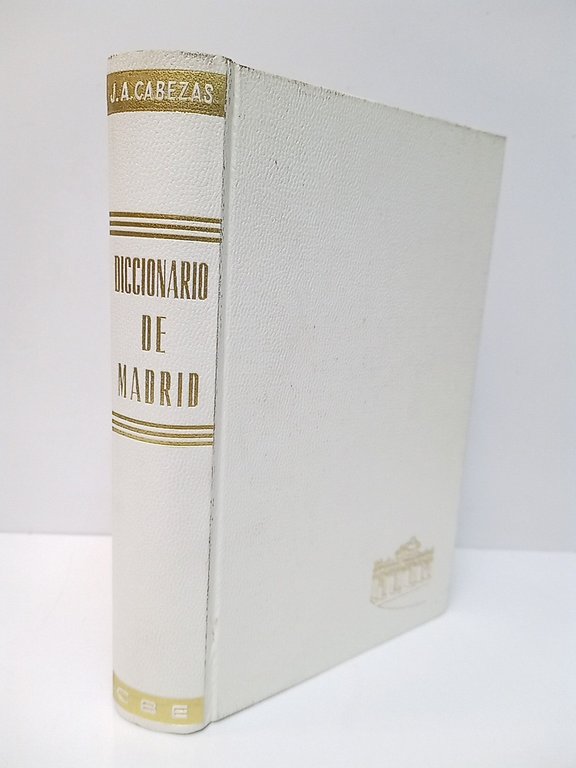 J.A. CABEZAS
DICCIONARIO
DE
MADRID
CBE